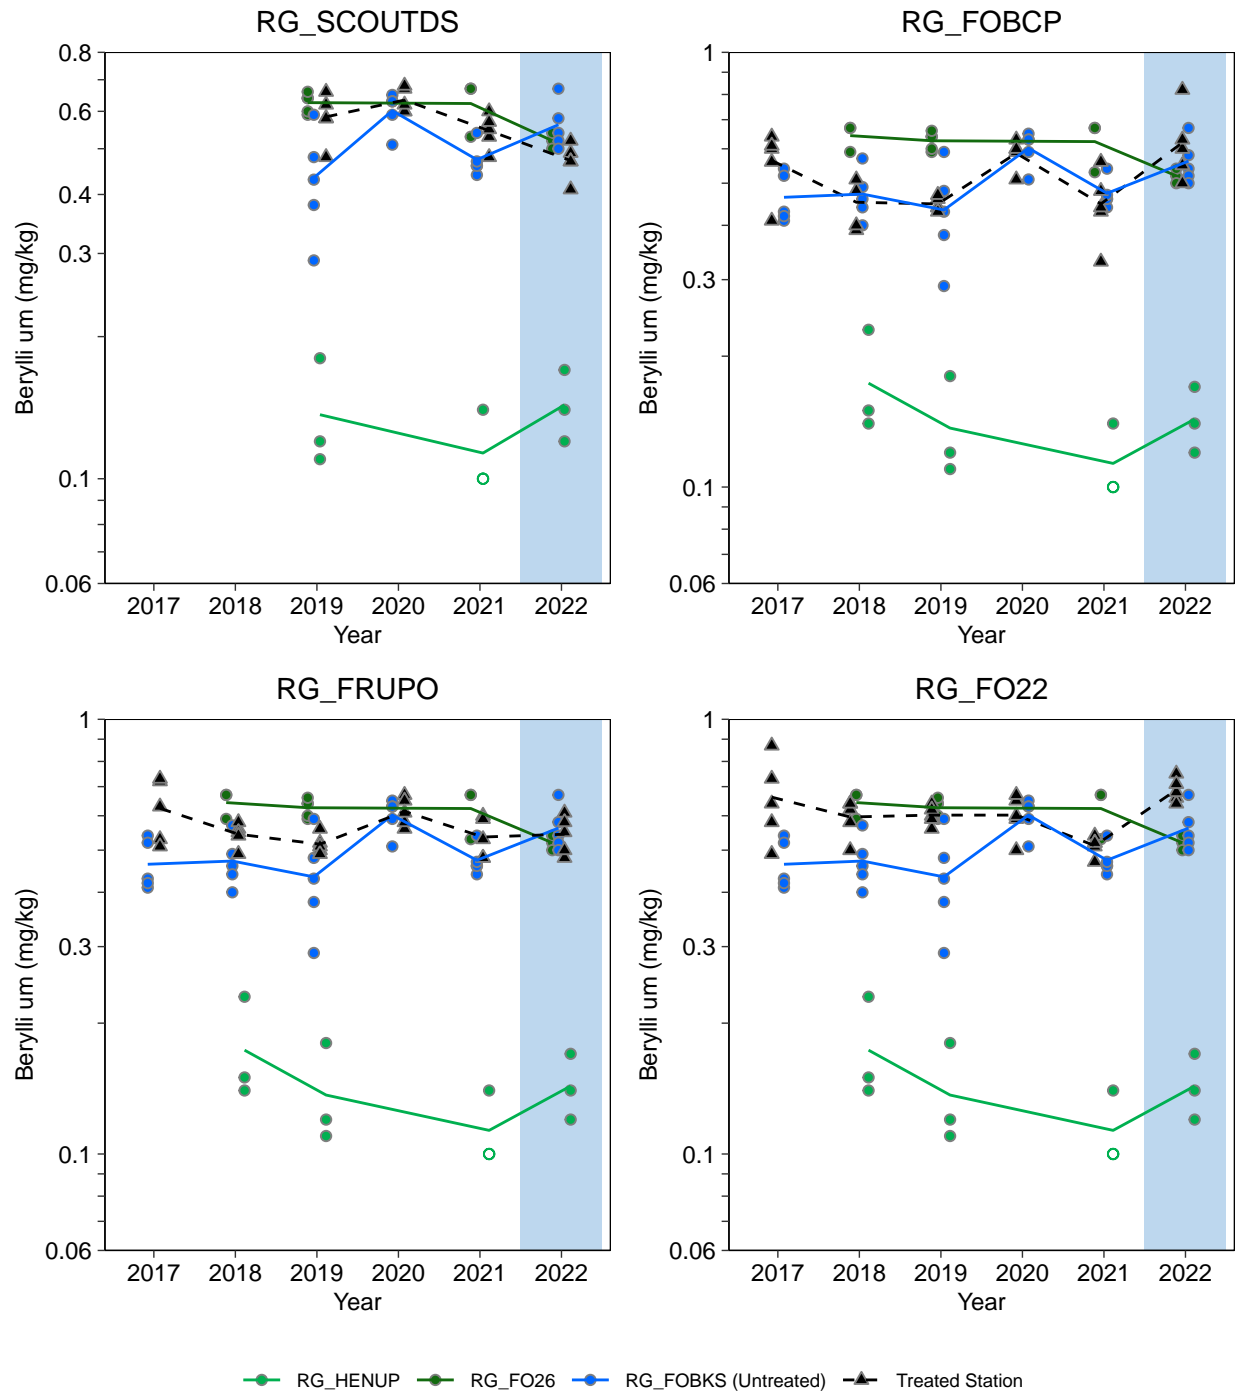 RG_SCOUTDS
0.8
0.6
0.4
0.3
0.1
0.06
Berylli um (mg/kg)
2017 2018 2019 2020 2021 2022
Year
RG_FOBCP
1
0.3
0.1
0.06
Berylli um (mg/kg)
2017 2018 2019 2020 2021 2022
Year
RG_FRUPO
1
0.3
0.1
0.06
Berylli um (mg/kg)
2017 2018 2019 2020 2021 2022
Year
RG_FO22
1
0.3
0.1
0.06
Berylli um (mg/kg)
2017 2018 2019 2020 2021 2022
Year
RG_HENUP RG_FO26 RG_FOBKS (Untreated) Treated Station